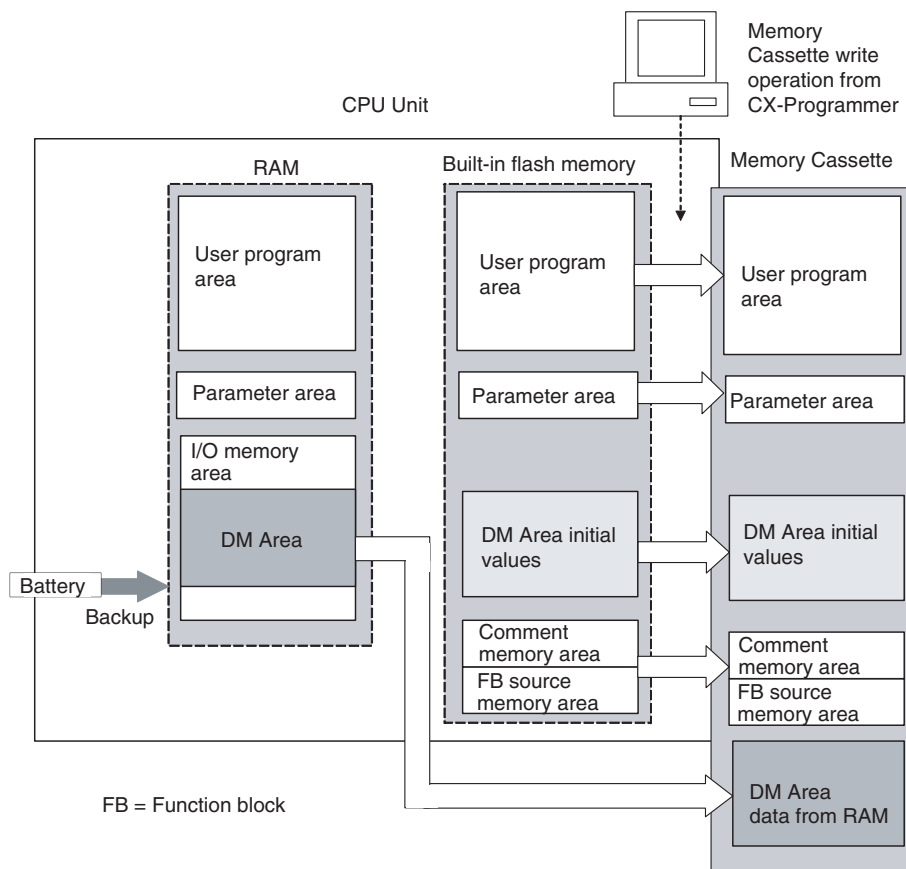 Memory
Cassette write
operation from
CX-Programmer
CPU Unit
RAM
Built-in flash memory
Memory Cassette
User program
area
User program
area
User program
area
Parameter area
Parameter area
Parameter area
I/O memory
area
DM Area
DM Area initial
values
DM Area initial
values
Battery
Backup
Comment
memory area
FB source
memory area
Comment
memory area
FB source
memory area
DM Area
data from RAM
FB = Function block